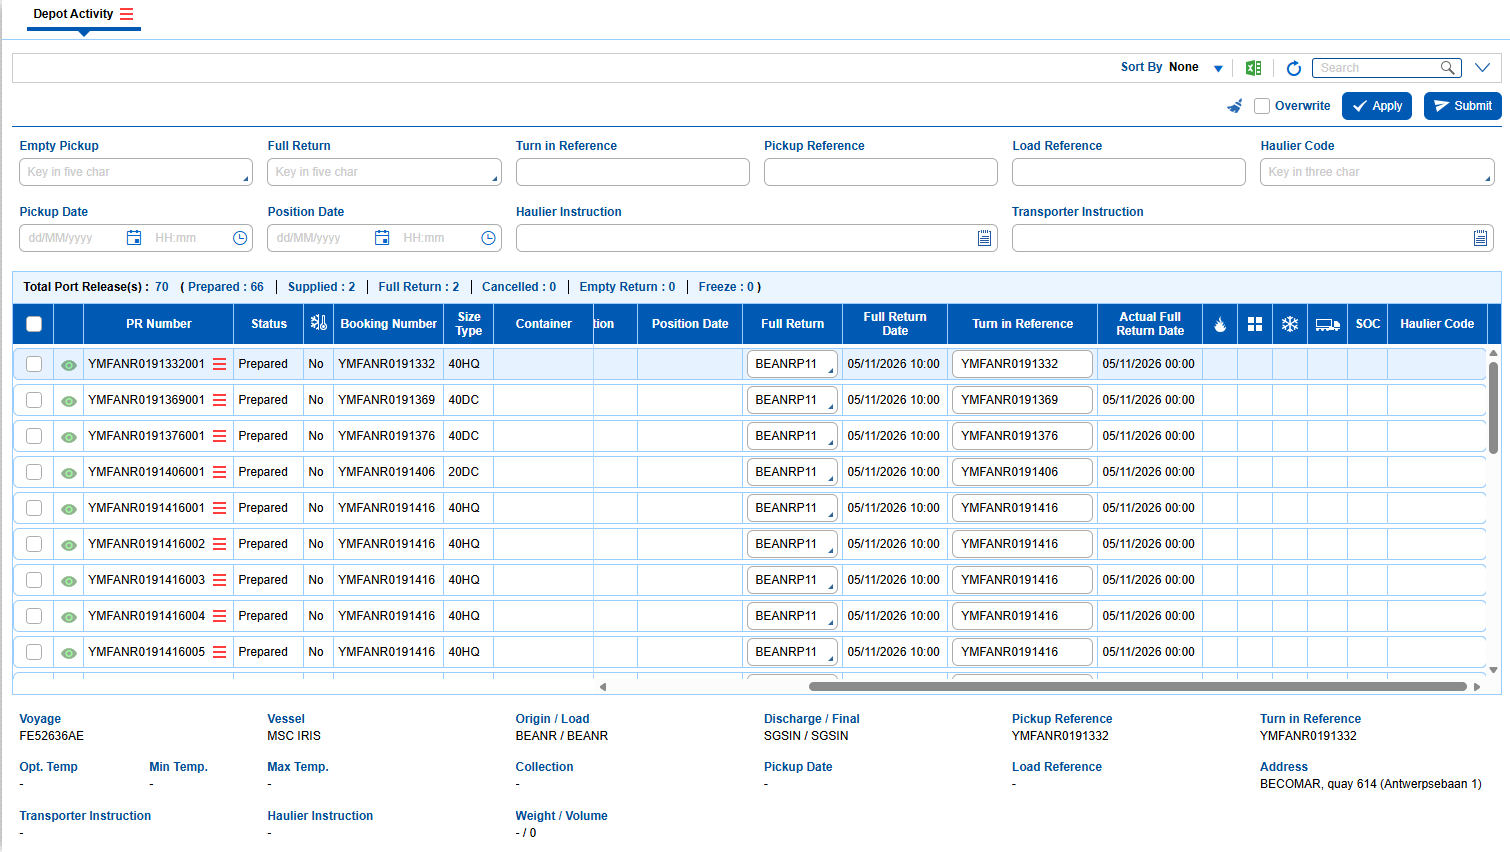 Depot Activity
Sort By None Search
Overwrite Apply Submit
Empty Pickup Full Return Turn in Reference Pickup Reference Load Reference Haulier Code
Key in five char Key in five char Key in three char
Pickup Date Position Date Haulier Instruction Transporter Instruction
dd/MM/yyyy HH:mm dd/MM/yyyy HH:mm
Total Port Release(s) : 70 ( Prepared : 66 | Supplied : 2 | Full Return : 2 | Cancelled : 0 | Empty Return : 0 | Freeze : 0 )
PR Number Status Booking Number Size Type Container tion Position Date Full Return Full Return Date Turn in Reference Actual Full Return Date SOC Haulier Code
YMFANR0191332001 Prepared No YMFANR0191332 40HQ BEANRP11 05/11/2026 10:00 YMFANR0191332 05/11/2026 00:00
YMFANR0191369001 Prepared No YMFANR0191369 40DC BEANRP11 05/11/2026 10:00 YMFANR0191369 05/11/2026 00:00
YMFANR0191376001 Prepared No YMFANR0191376 40DC BEANRP11 05/11/2026 10:00 YMFANR0191376 05/11/2026 00:00
YMFANR0191406001 Prepared No YMFANR0191406 20DC BEANRP11 05/11/2026 10:00 YMFANR0191406 05/11/2026 00:00
YMFANR0191416001 Prepared No YMFANR0191416 40HQ BEANRP11 05/11/2026 10:00 YMFANR0191416 05/11/2026 00:00
YMFANR0191416002 Prepared No YMFANR0191416 40HQ BEANRP11 05/11/2026 10:00 YMFANR0191416 05/11/2026 00:00
YMFANR0191416003 Prepared No YMFANR0191416 40HQ BEANRP11 05/11/2026 10:00 YMFANR0191416 05/11/2026 00:00
YMFANR0191416004 Prepared No YMFANR0191416 40HQ BEANRP11 05/11/2026 10:00 YMFANR0191416 05/11/2026 00:00
YMFANR0191416005 Prepared No YMFANR0191416 40HQ BEANRP11 05/11/2026 10:00 YMFANR0191416 05/11/2026 00:00
Voyage Vessel Origin / Load Discharge / Final Pickup Reference Turn in Reference
FE52636AE MSC IRIS BEANR / BEANR SGSIN / SGSIN YMFANR0191332 YMFANR0191332
Opt. Temp Min Temp. Max Temp. Collection Pickup Date Load Reference Address
- - - - - - BECOMAR, quay 614 (Antwerpsebaan 1)
Transporter Instruction Haulier Instruction Weight / Volume
- - - / 0